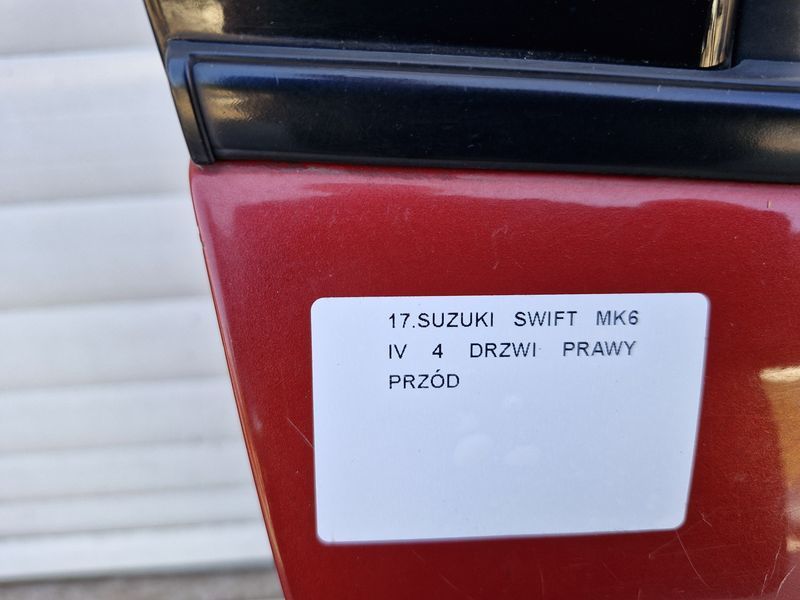 17.SUZUKI SWIFT MK6
IV 4 DRZWI PRAWY
PRZÓD